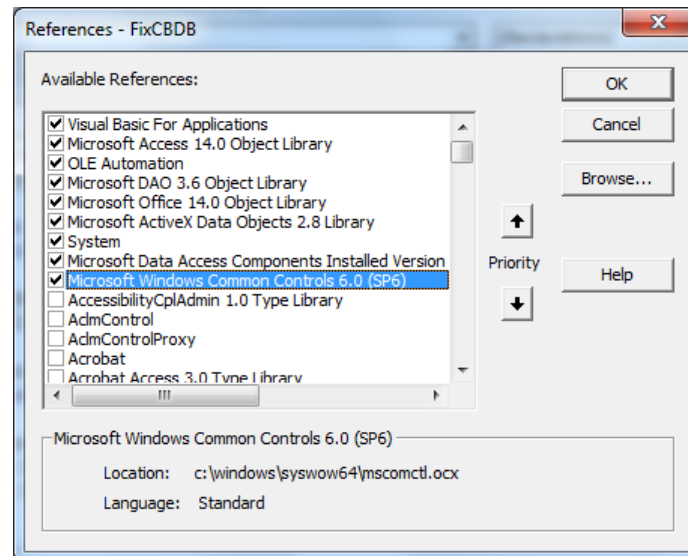 References - FixCBDB
Available References:
Visual Basic For Applications
Microsoft Access 14.0 Object Library
OLE Automation
Microsoft DAO 3.6 Object Library
Microsoft Office 14.0 Object Library
Microsoft ActiveX Data Objects 2.8 Library
System
Microsoft Data Access Components Installed Version
Microsoft Windows Common Controls 6.0 (SP6)
AccessibilityCplAdmin 1.0 Type Library
AclmControl
AclmControlProxy
Acrobat
Acrobat Access 3.0 Type Library
OK
Cancel
Browse...
Priority
Help
Microsoft Windows Common Controls 6.0 (SP6)
Location: c:\windows\syswow64\mscomctl.ocx
Language: Standard